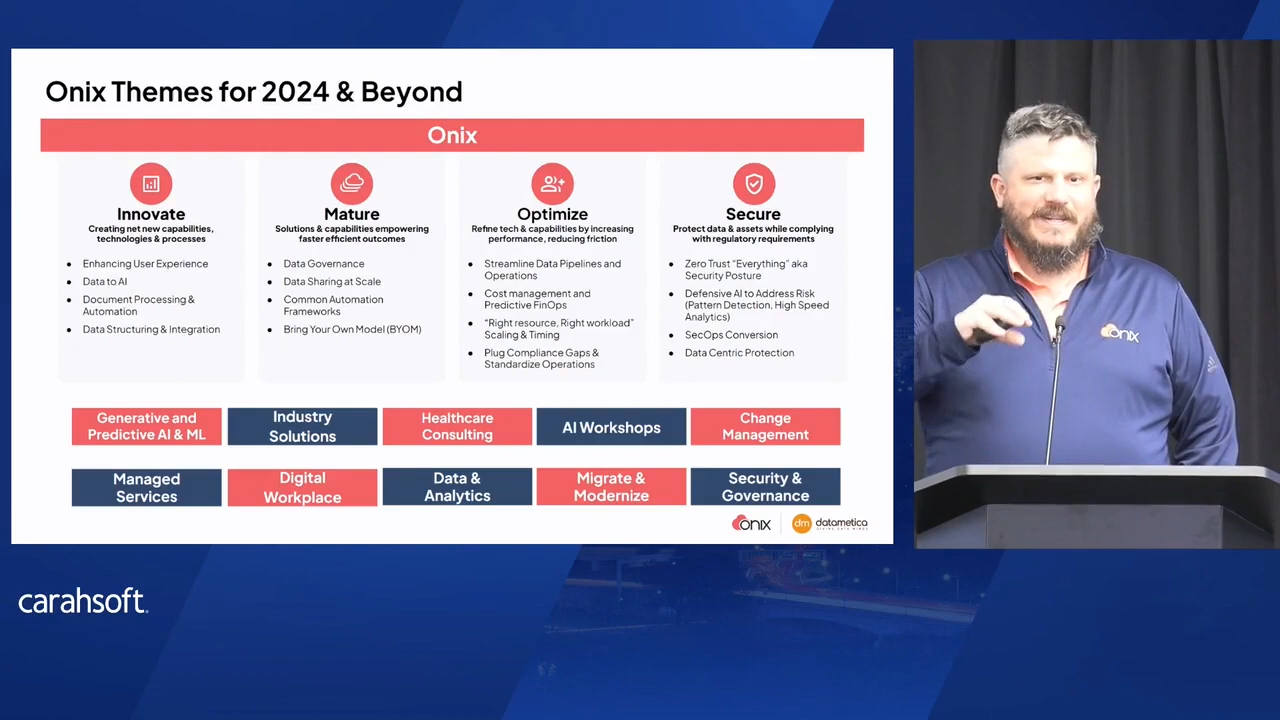 Onix Themes for 2024 & Beyond
Onix
Innovate
Creating net new capabilities,
technologies & processes
• Enhancing User Experience
• Data to AI
• Document Processing &
Automation
• Data Structuring & Integration
Mature
Solutions & capabilities empowering
faster efficient outcomes
• Data Governance
• Data Sharing at Scale
• Common Automation
Frameworks
• Bring Your Own Model (BYOM)
Optimize
Refine tech & capabilities by increasing
performance, reducing friction
• Streamline Data Pipelines and
Operations
• Cost management and
Predictive FinOps
• “Right resource, Right workload”
Scaling & Timing
• Plug Compliance Gaps &
Standardize Operations
Secure
Protect data & assets while complying
with regulatory requirements
• Zero Trust “Everything” aka
Security Posture
• Defensive AI to Address Risk
(Pattern Detection, High Speed
Analytics)
• SecOps Conversion
• Data Centric Protection
Generative and
Predictive AI & ML
Industry
Solutions
Healthcare
Consulting
AI Workshops
Change
Management
Managed
Services
Digital
Workplace
Data &
Analytics
Migrate &
Modernize
Security &
Governance
onix
dm datametica
onix
carahsoft.